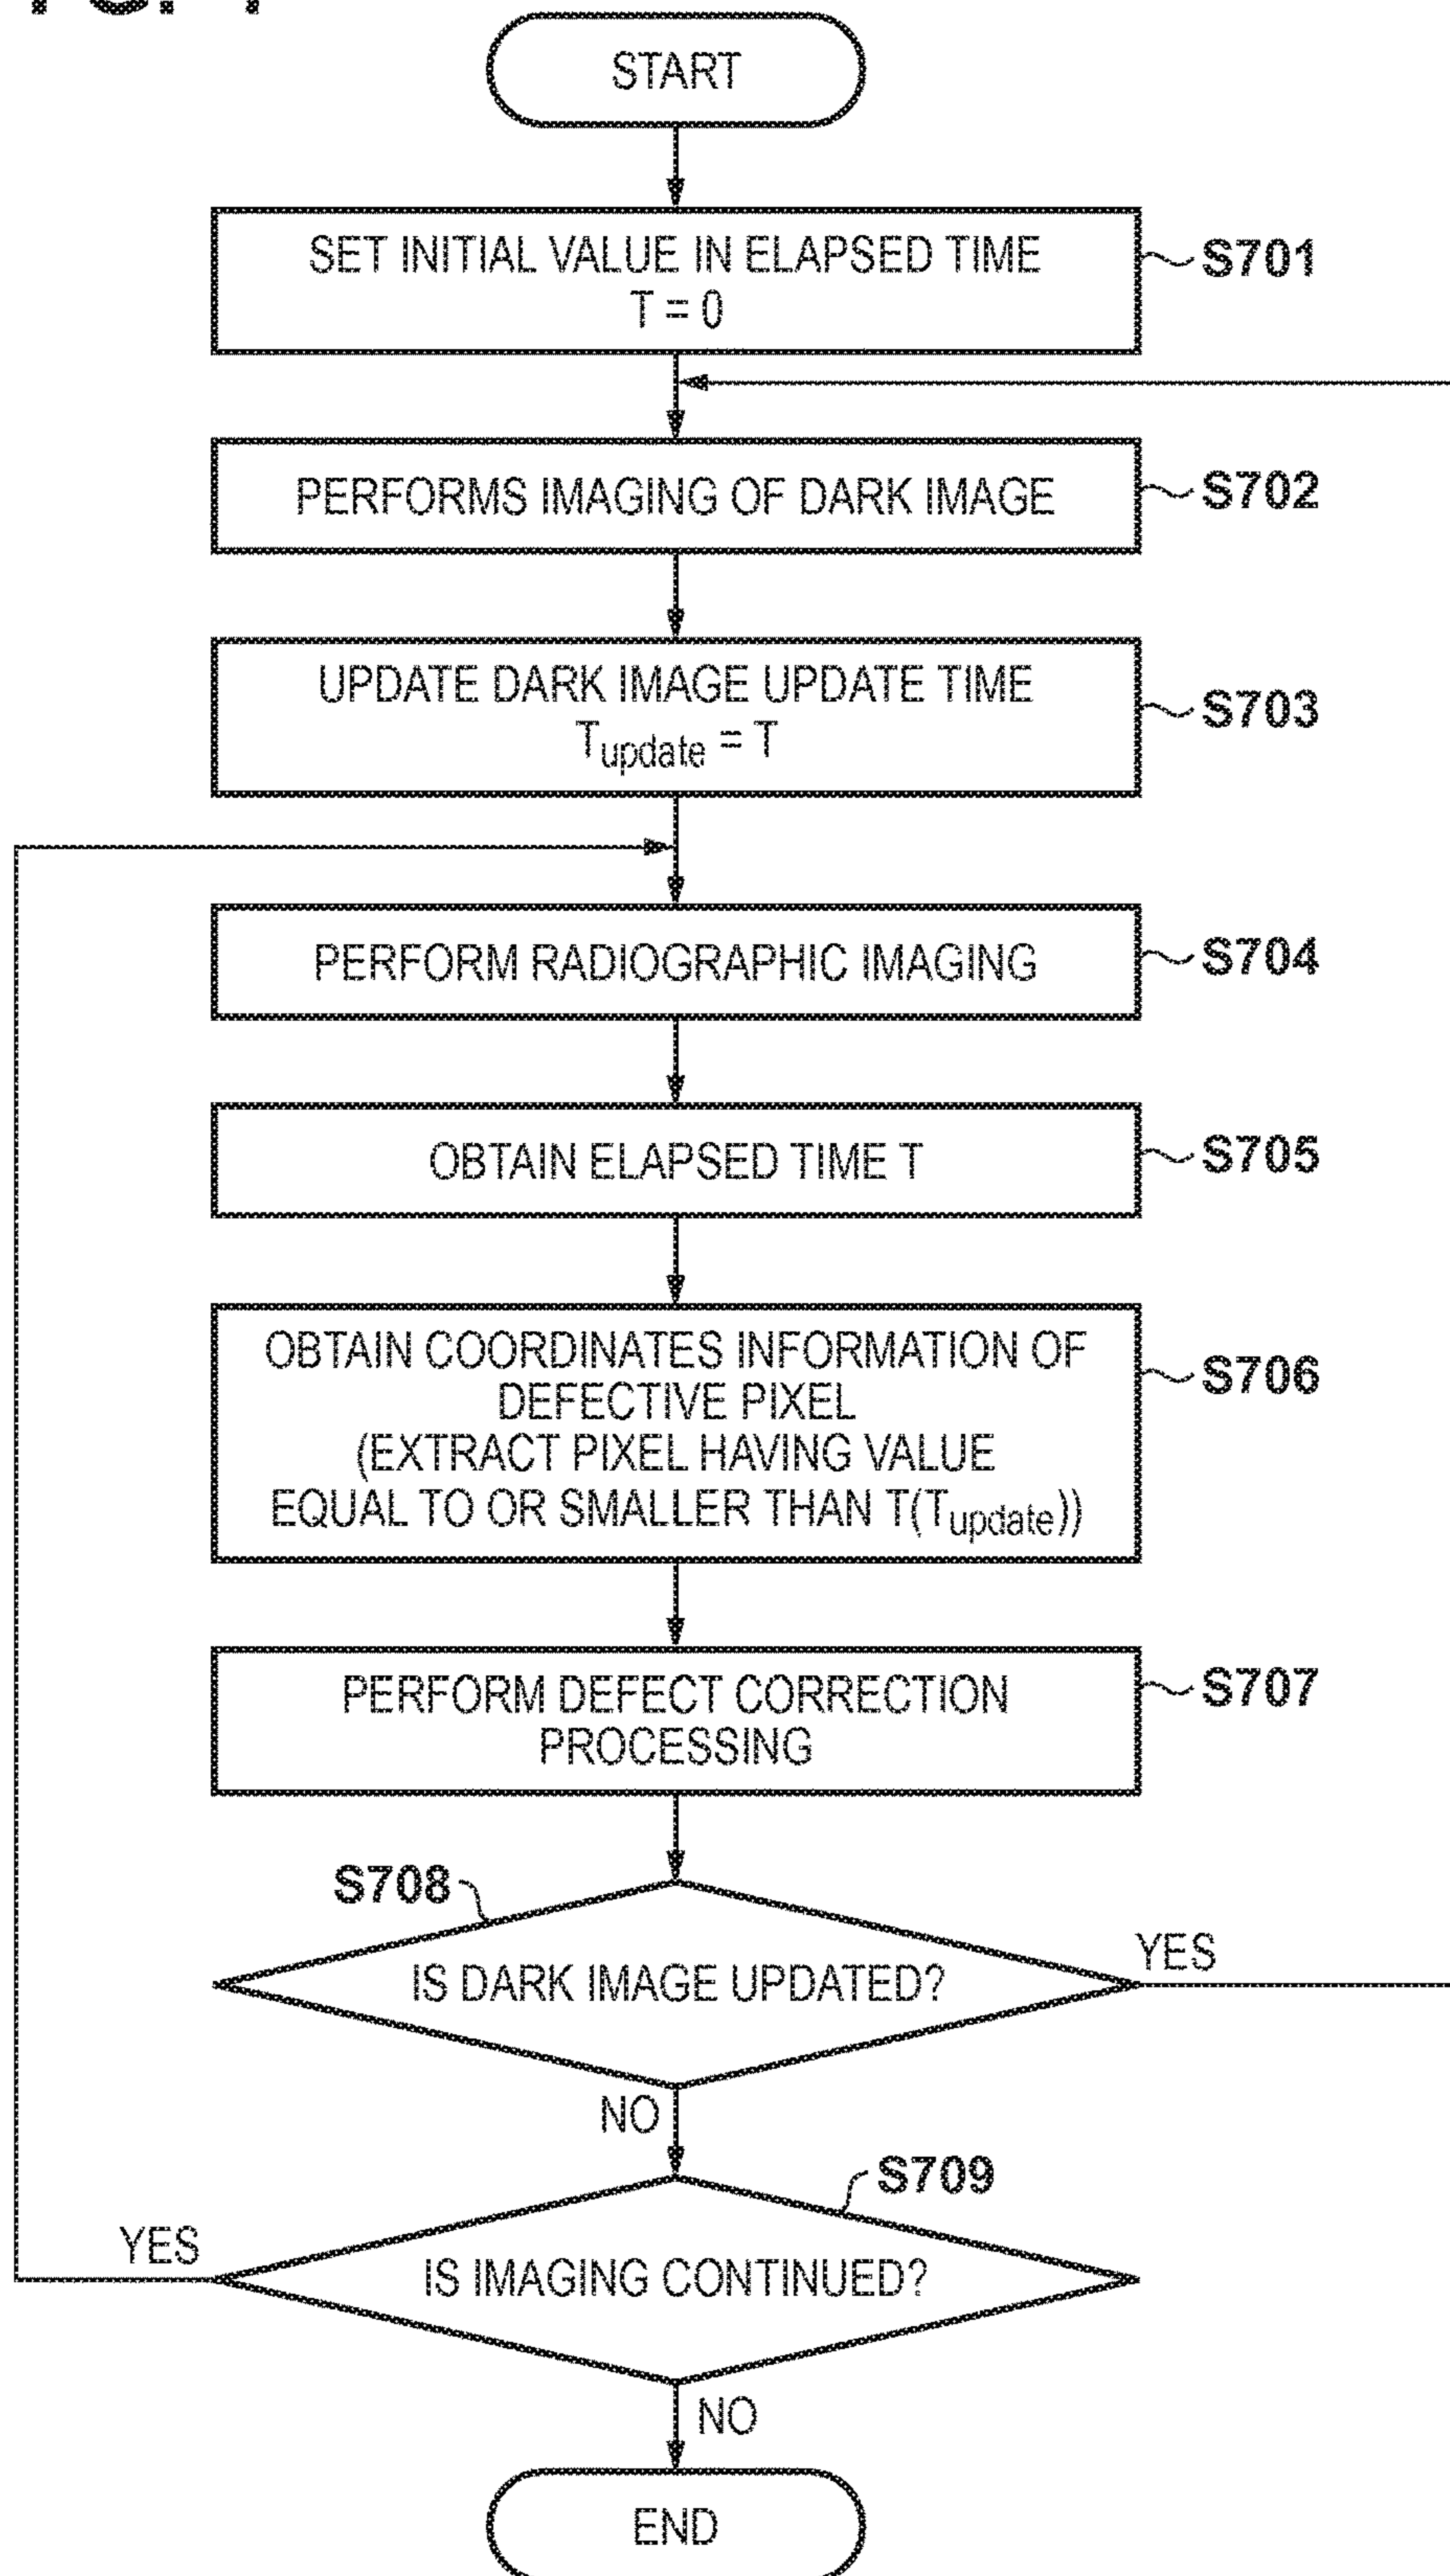 START
SET INITIAL VALUE IN ELAPSED TIME
T = 0
S701
PERFORMS IMAGING OF DARK IMAGE
S702
UPDATE DARK IMAGE UPDATE TIME
Tupdate = T
S703
PERFORM RADIOGRAPHIC IMAGING
S704
OBTAIN ELAPSED TIME T
S705
OBTAIN COORDINATES INFORMATION OF
DEFECTIVE PIXEL
(EXTRACT PIXEL HAVING VALUE
EQUAL TO OR SMALLER THAN T(Tupdate))
S706
PERFORM DEFECT CORRECTION
PROCESSING
S707
S708
IS DARK IMAGE UPDATED?
YES
NO
S709
IS IMAGING CONTINUED?
YES
NO
END